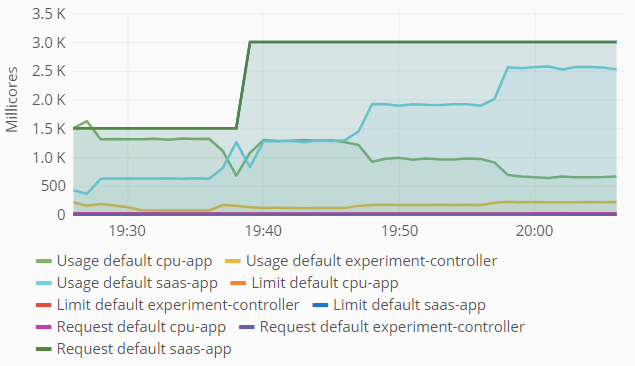 3.5 K
3.0 K
2.5 K
2.0 K
1.5 K
1.0 K
500
0
Millicores
19:30 19:40 19:50 20:00
Usage default cpu-app Usage default experiment-controller
Usage default saas-app Limit default cpu-app
Limit default experiment-controller Limit default saas-app
Request default cpu-app Request default experiment-controller
Request default saas-app